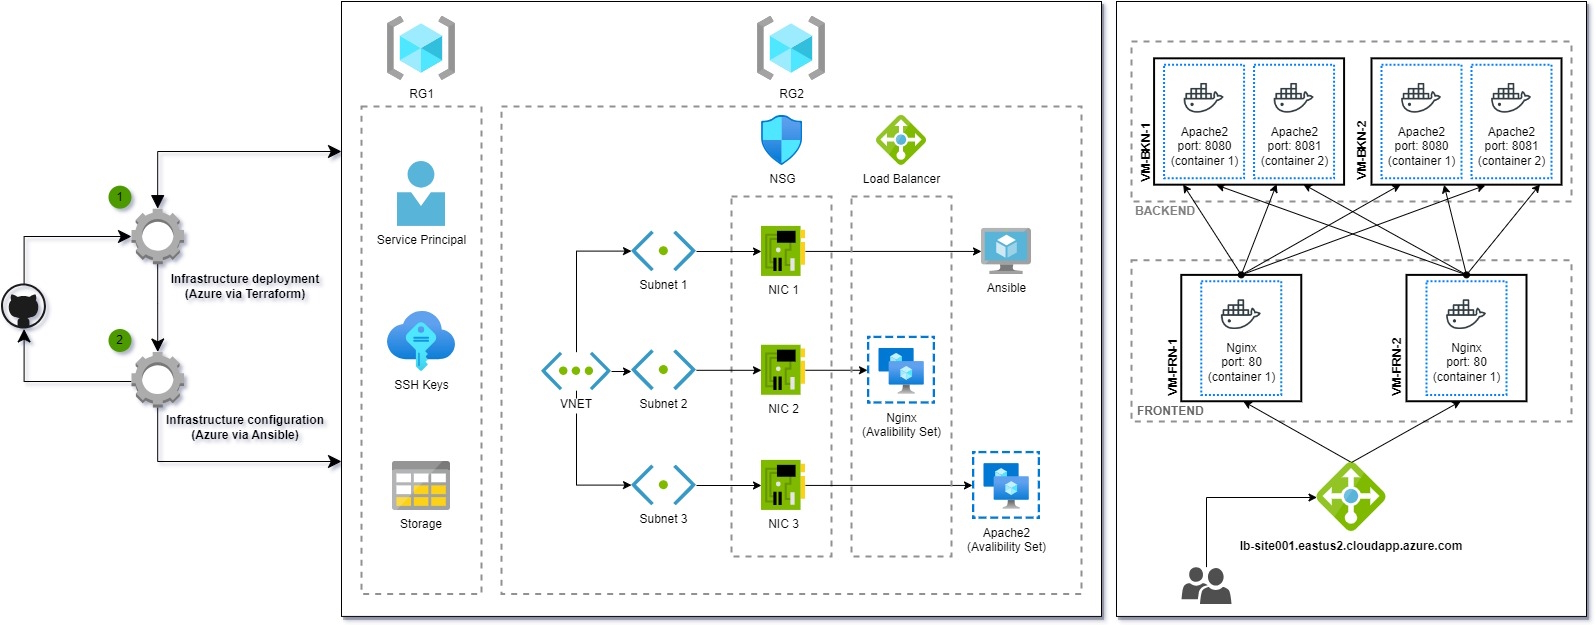 1
Infrastructure deployment
(Azure via Terraform)
2
Infrastructure configuration
(Azure via Ansible)
RG1
Service Principal
SSH Keys
Storage
RG2
NSG
Load Balancer
VNET
Subnet 1
NIC 1
Ansible
Subnet 2
NIC 2
Nginx
(Avalibility Set)
Subnet 3
NIC 3
Apache2
(Avalibility Set)
VM-BKN-1
Apache2
port: 8080
(container 1)
Apache2
port: 8081
(container 2)
VM-BKN-2
Apache2
port: 8080
(container 1)
Apache2
port: 8081
(container 2)
BACKEND
VM-FRN-1
Nginx
port: 80
(container 1)
VM-FRN-2
Nginx
port: 80
(container 1)
FRONTEND
lb-site001.eastus2.cloudapp.azure.com